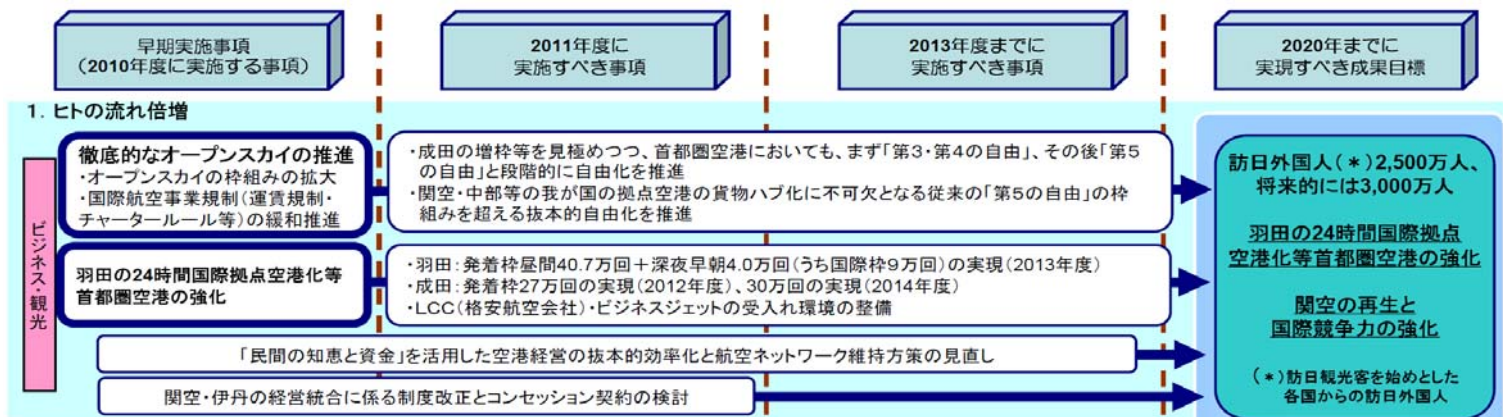 早期実施事項
（2010年度に実施する事項）
2011年度に
実施すべき事項
2013年度までに
実施すべき事項
2020年までに
実現すべき成果目標
１．ヒトの流れ倍増
ビジネス・観光
徹底的なオープンスカイの推進
・オープンスカイの枠組みの拡大
・国際航空事業規制（運賃規制・
チャータールール等）の緩和推進
・成田の増枠等を見極めつつ、首都圏空港においても、まず「第３・第４の自由」、その後「第５
の自由」と段階的に自由化を推進
・関空・中部等の我が国の拠点空港の貨物ハブ化に不可欠となる従来の「第５の自由」の枠
組みを超える抜本的自由化を推進
羽田の24時間国際拠点空港化等
首都圏空港の強化
・羽田：発着枠昼間40.7万回＋深夜早朝4.0万回（うち国際枠９万回）の実現（2013年度）
・成田：発着枠27万回の実現（2012年度）、30万回の実現（2014年度）
・LCC（格安航空会社）・ビジネスジェットの受入れ環境の整備
「民間の知恵と資金」を活用した空港経営の抜本的効率化と航空ネットワーク維持方策の見直し
関空・伊丹の経営統合に係る制度改正とコンセッション契約の検討
訪日外国人（＊）2,500万人、
将来的には3,000万人
羽田の24時間国際拠点
空港化等首都圏空港の強化
関空の再生と
国際競争力の強化
（＊）訪日観光客を始めとした
各国からの訪日外国人